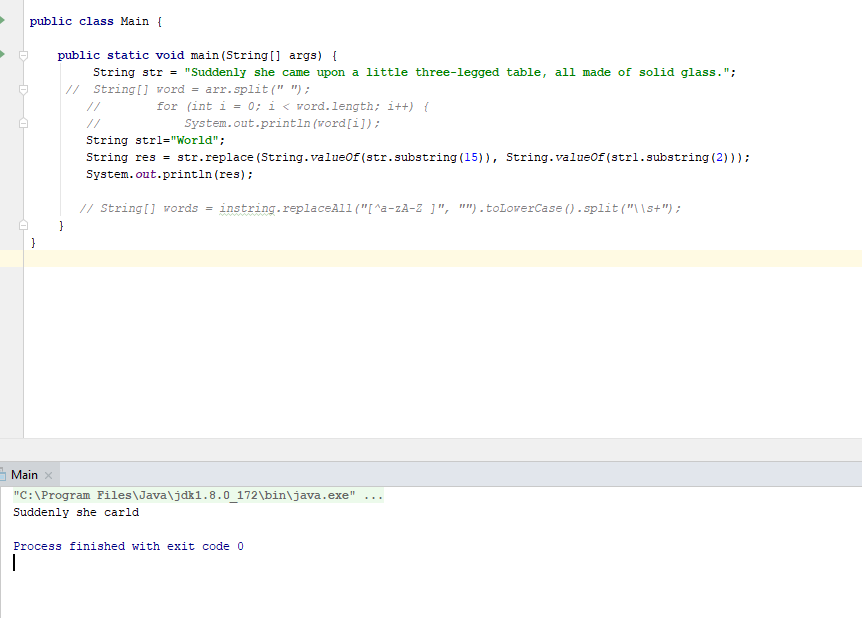 public class Main {
public static void main(String[] args) {
String str = "Suddenly she came upon a little three-legged table, all made of solid glass.";
//  String[] word = arr.split(" ");
//        for (int i = 0; i < word.length; i++) {
//            System.out.println(word[i]);
String str1="World";
String res = str.replace(String.valueOf(str.substring(15)), String.valueOf(str1.substring(2)));
System.out.println(res);
// String[] words = instring.replaceAll("[^a-zA-Z ]", "").toLowerCase().split("\\s+");
}
}
Main
"C:\Program Files\Java\jdk1.8.0_172\bin\java.exe" ...
Suddenly she carld
Process finished with exit code 0